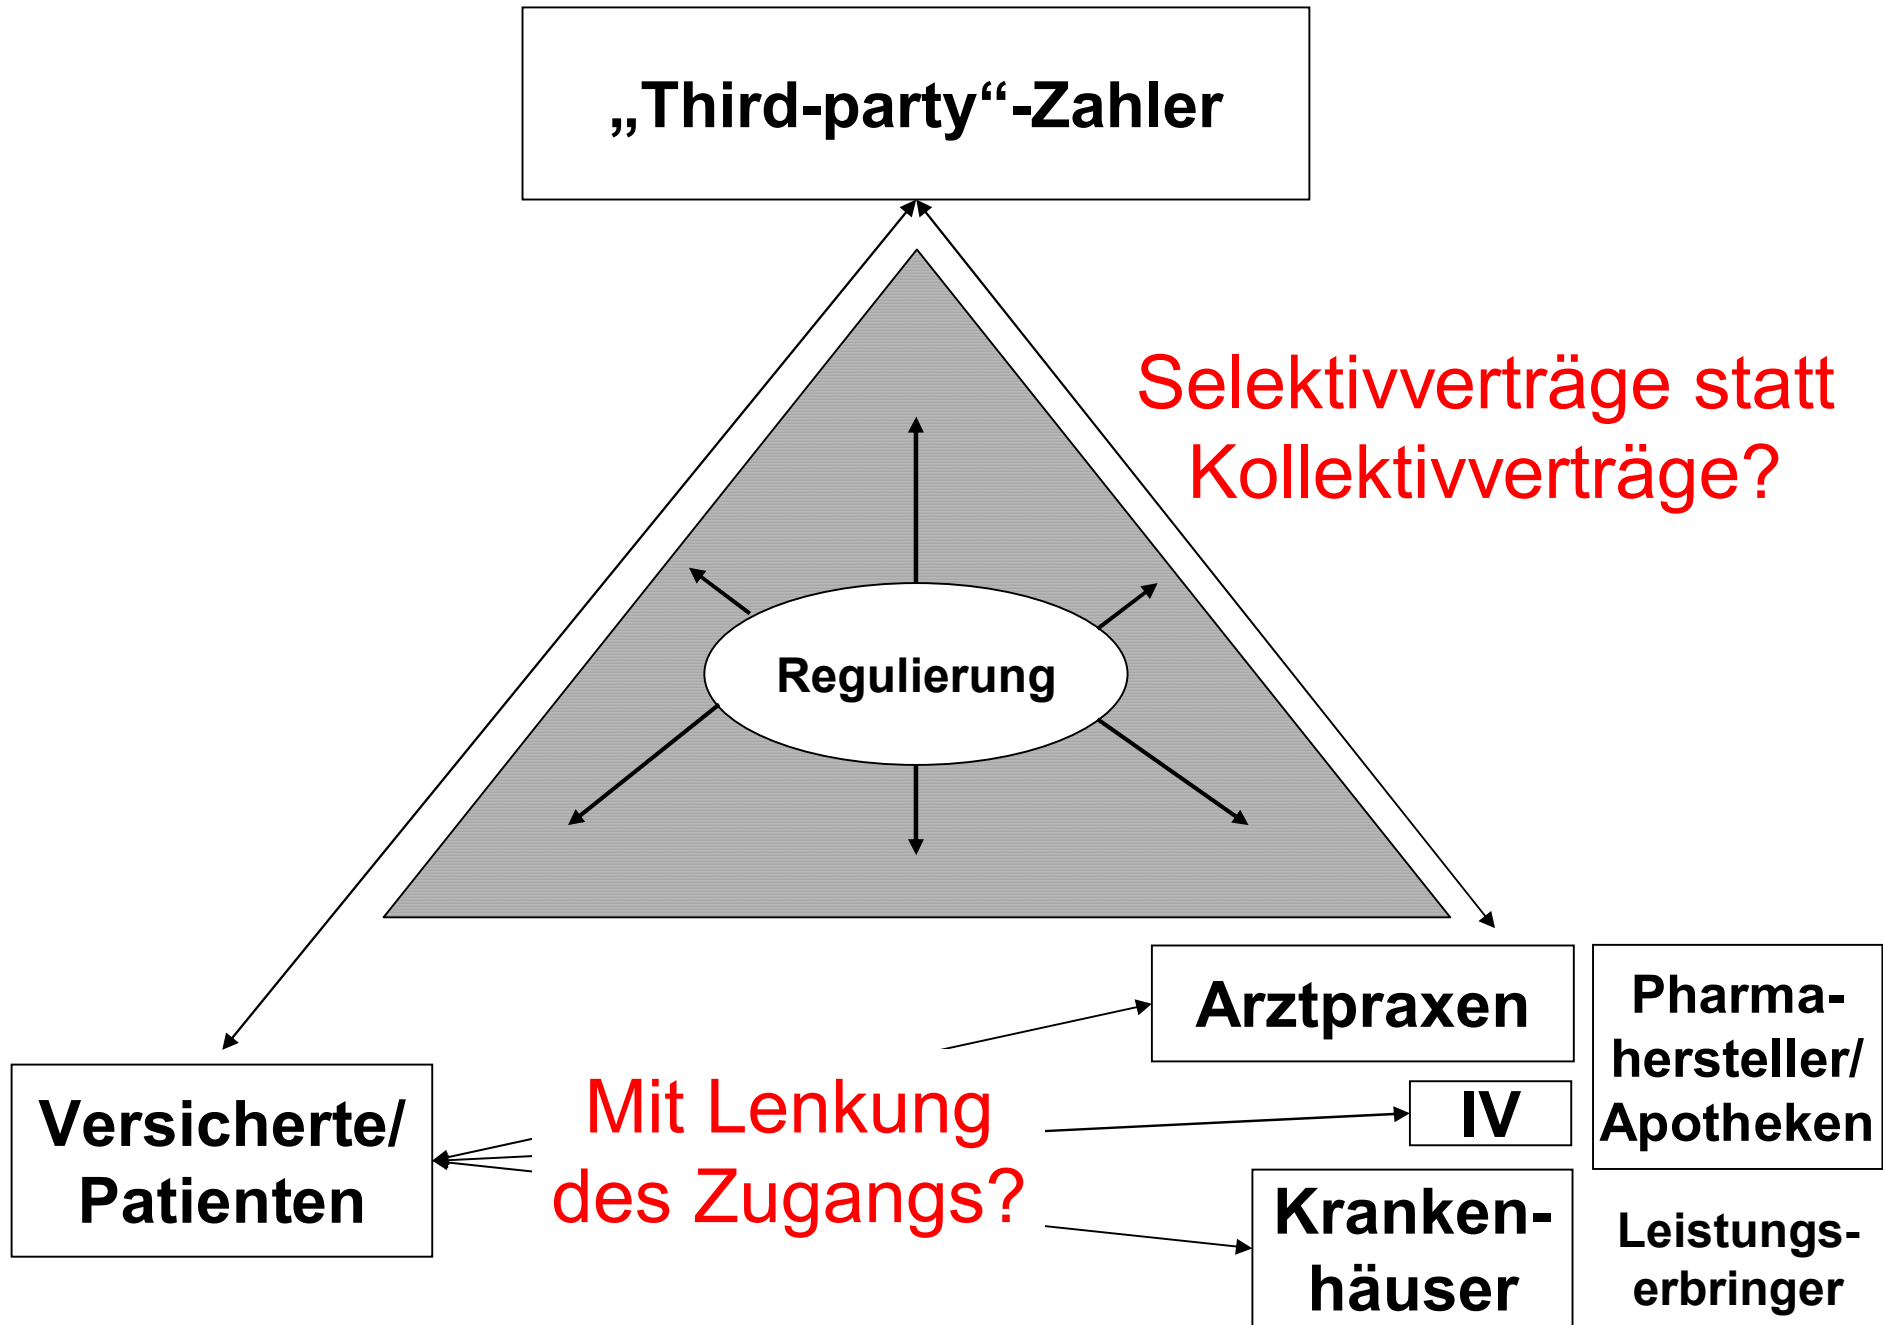 „Third-party“-Zahler
Selektivverträge statt
Kollektivverträge?
Regulierung
Versicherte/
Patienten
Mit Lenkung
des Zugangs?
Arztpraxen
IV
Kranken-
häuser
Pharma-
hersteller/
Apotheken
Leistungs-
erbringer